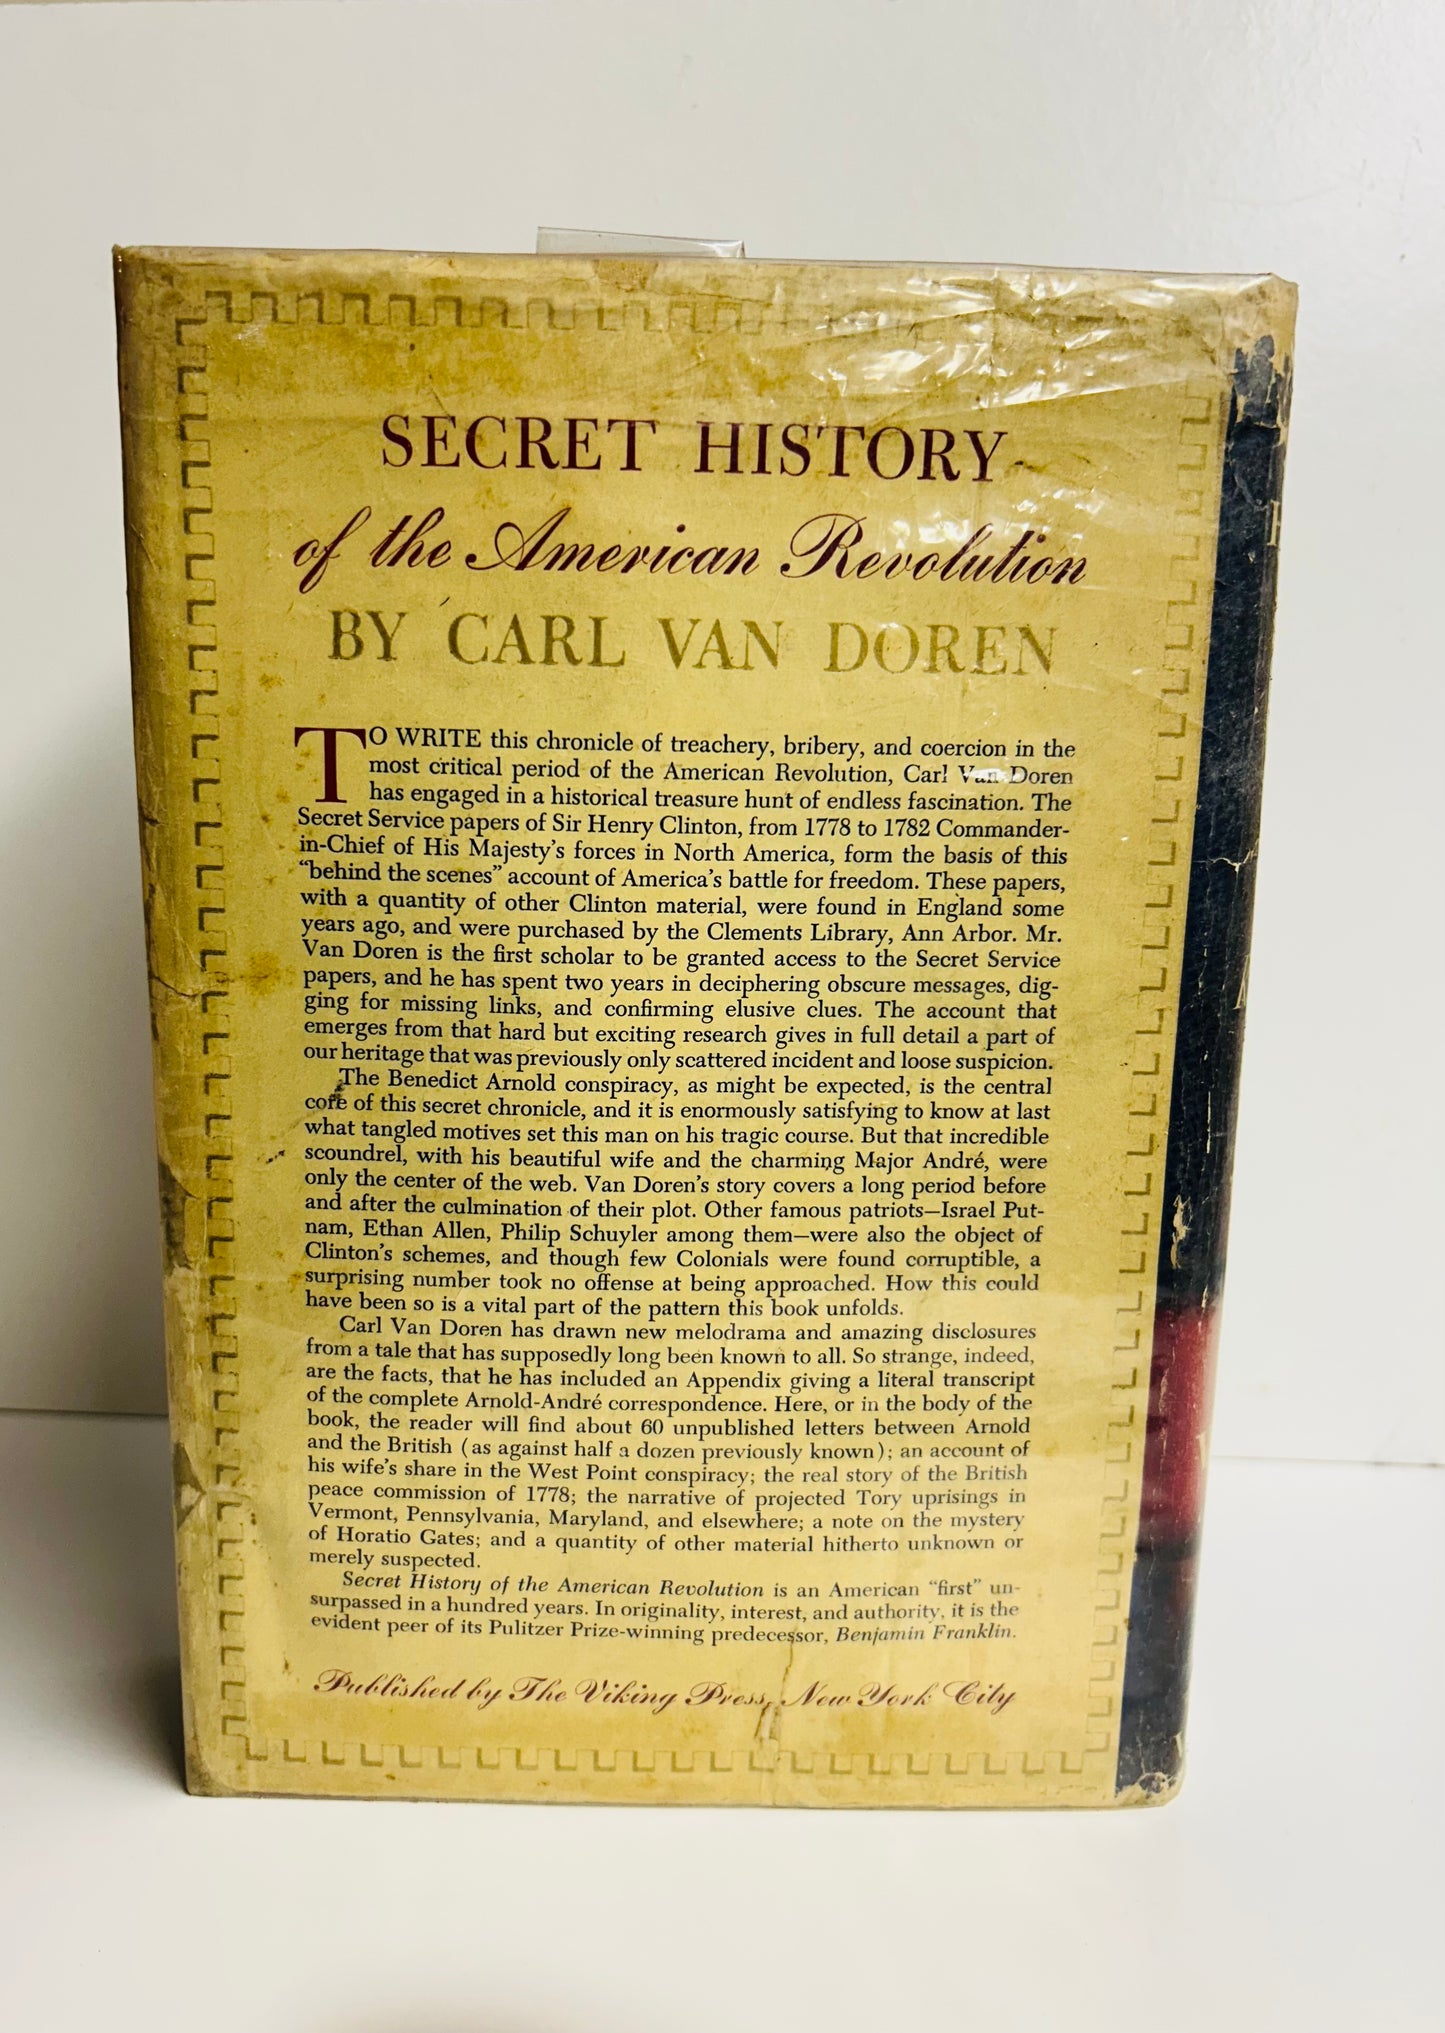 SECRET HISTORY
of the American Revolution
BY CARL VAN DOREN
TO WRITE this chronicle of treachery, bribery, and coercion in the
most critical period of the American Revolution, Carl Van Doren
has engaged in a historical treasure hunt of endless fascination. The
Secret Service papers of Sir Henry Clinton, from 1778 to 1782 Commander-
in-Chief of His Majesty's forces in North America, form the basis of this
“behind the scenes” account of America's battle for freedom. These papers,
with a quantity of other Clinton material, were found in England some
years ago, and were purchased by the Clements Library, Ann Arbor. Mr.
Van Doren is the first scholar to be granted access to the Secret Service
papers, and he has spent two years in deciphering obscure messages, dig-
ging for missing links, and confirming elusive clues. The account that
emerges from that hard but exciting research gives in full detail a part of
our heritage that was previously only scattered incident and loose suspicion.
The Benedict Arnold conspiracy, as might be expected, is the central
core of this secret chronicle, and it is enormously satisfying to know at last
what tangled motives set this man on his tragic course. But that incredible
scoundrel, with his beautiful wife and the charming Major André, were
only the center of the web. Van Doren's story covers a long period before
and after the culmination of their plot. Other famous patriots—Israel Put-
nam, Ethan Allen, Philip Schuyler among them—were also the object of
Clinton's schemes, and though few Colonials were found corruptible, a
surprising number took no offense at being approached. How this could
have been so is a vital part of the pattern this book unfolds.
Carl Van Doren has drawn new melodrama and amazing disclosures
from a tale that has supposedly long been known to all. So strange, indeed,
are the facts, that he has included an Appendix giving a literal transcript
of the complete Arnold-André correspondence. Here, or in the body of the
book, the reader will find about 60 unpublished letters between Arnold
and the British (as against half a dozen previously known); an account of
his wife's share in the West Point conspiracy; the real story of the British
peace commission of 1778; the narrative of projected Tory uprisings in
Vermont, Pennsylvania, Maryland, and elsewhere; a note on the mystery
of Horatio Gates; and a quantity of other material hitherto unknown or
merely suspected.
Secret History of the American Revolution is an American “first” un-
surpassed in a hundred years. In originality, interest, and authority, it is the
evident peer of its Pulitzer Prize-winning predecessor, Benjamin Franklin.
Published by The Viking Press, New York City